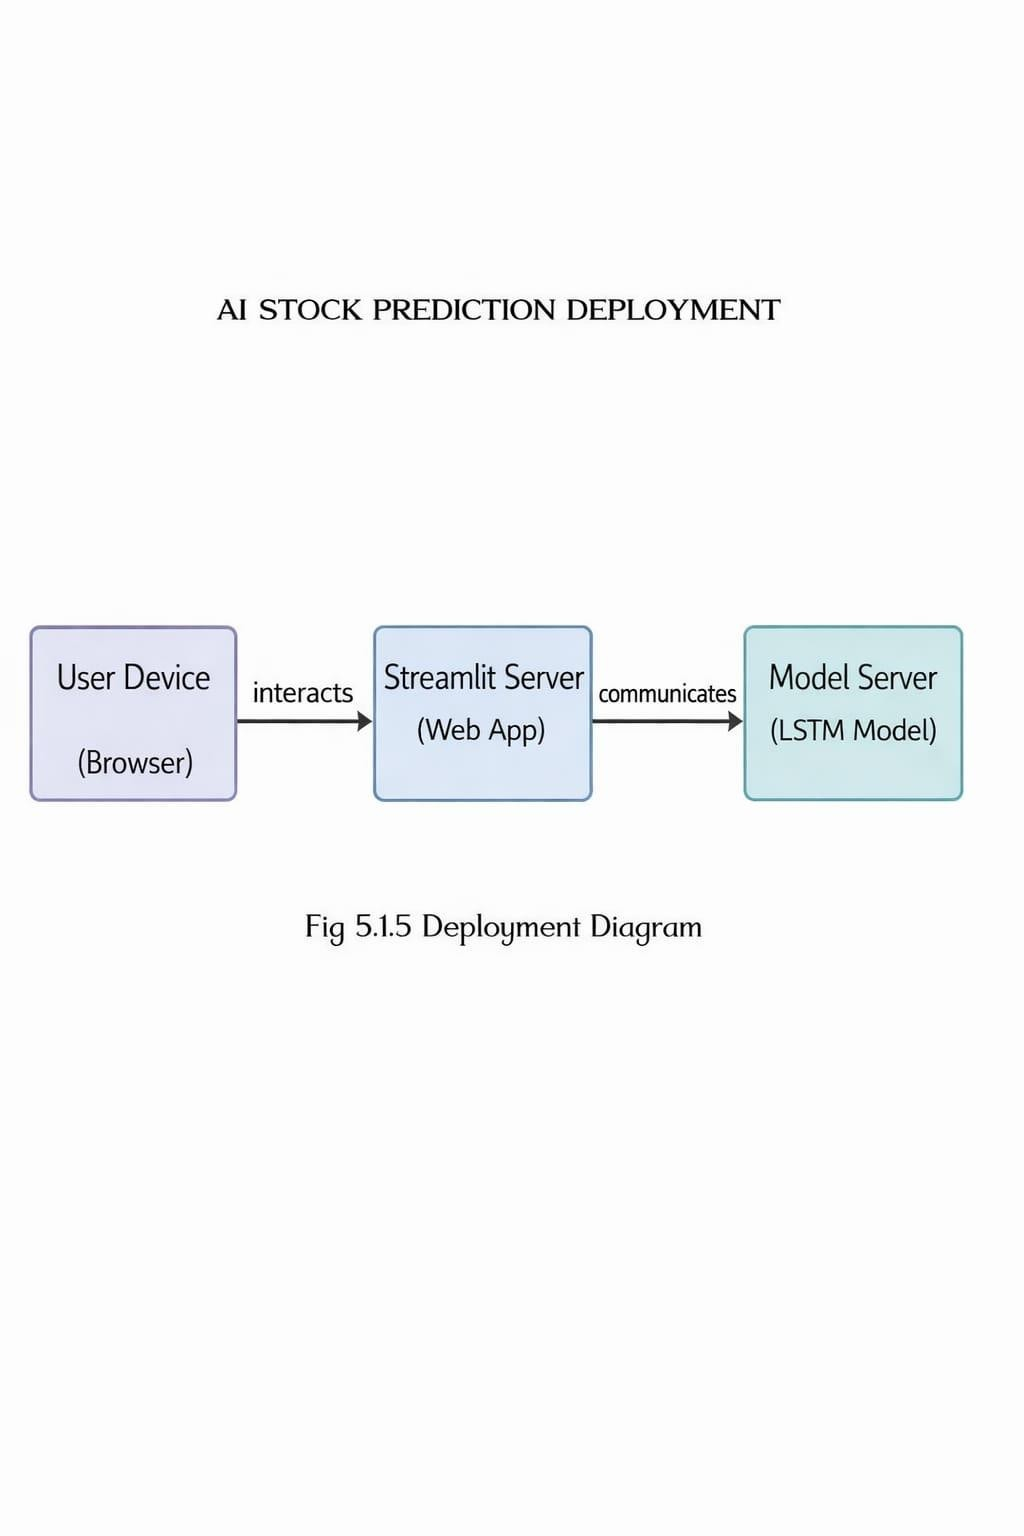 AI STOCK PREDICTION DEPLOYMENT
User Device
(Browser)
interacts
Streamlit Server
(Web App)
communicates
Model Server
(LSTM Model)
Fig 5.1.5 Deployment Diagram